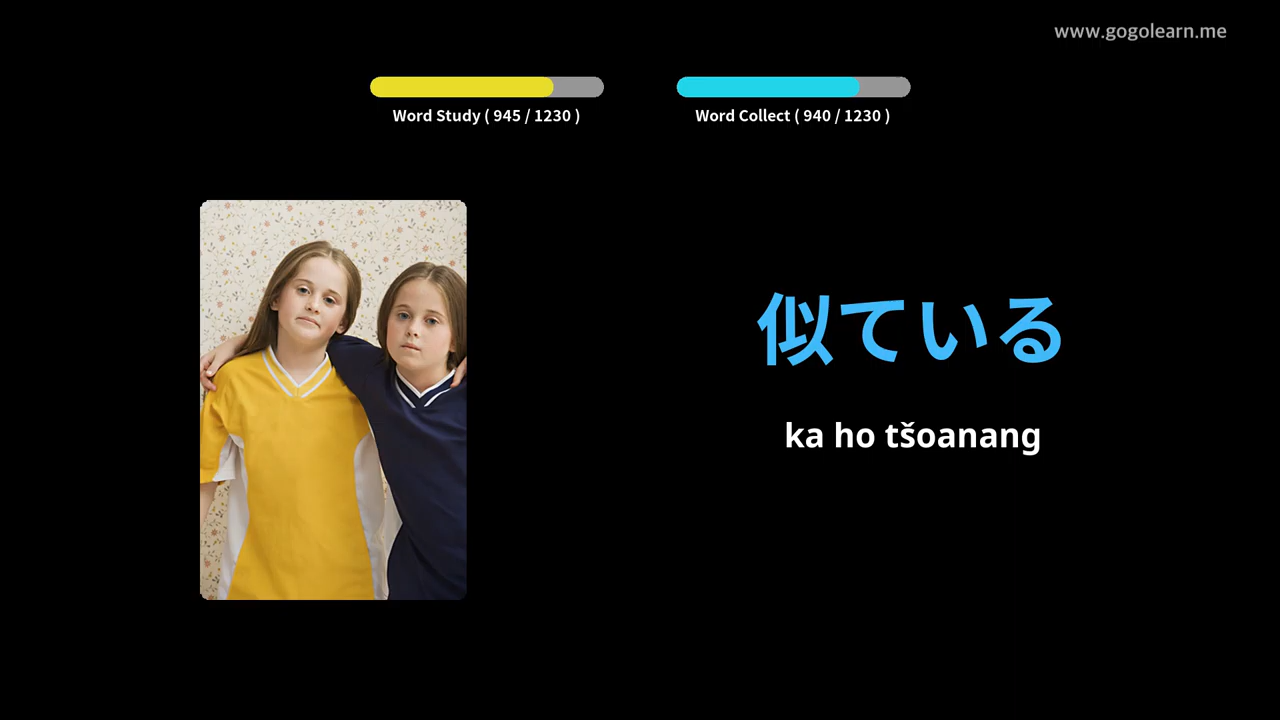 www.gogolearn.me
Word Study ( 945 / 1230 )
Word Collect ( 940 / 1230 )
似ている
ka ho tšoanang